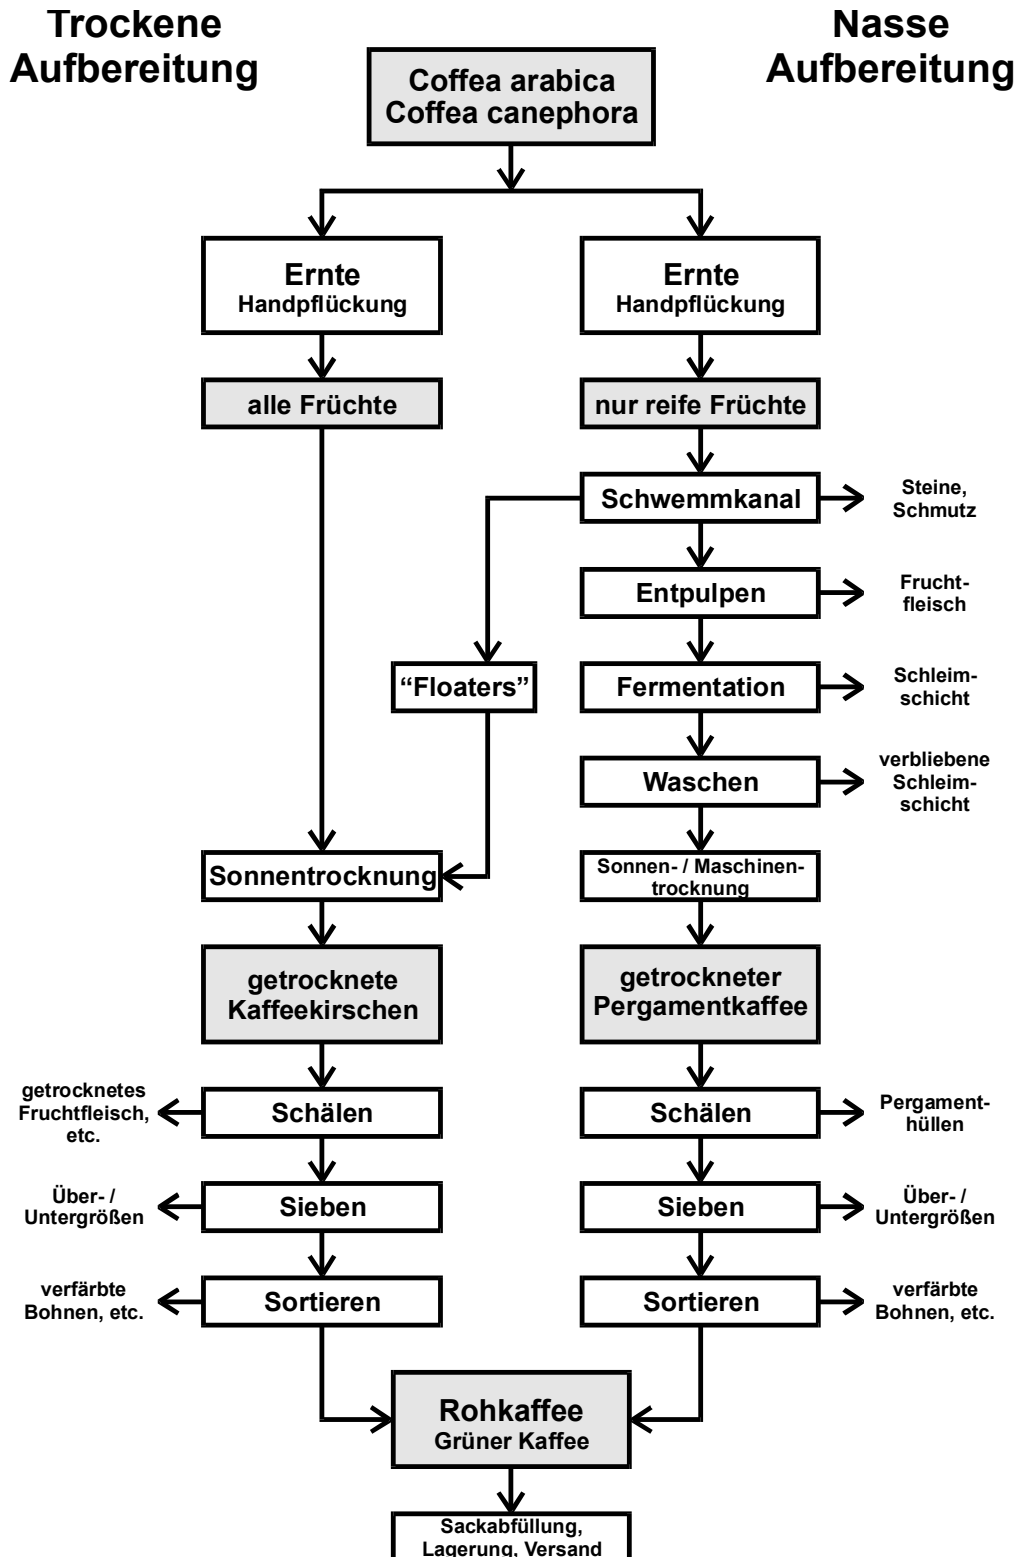 Trockene
Aufbereitung
Nasse
Aufbereitung
Coffea arabica
Coffea canephora
Ernte
Handpflückung
Ernte
Handpflückung
alle Früchte
nur reife Früchte
Schwemmkanal
Steine,
Schmutz
Entpulpen
Frucht-
fleisch
“Floaters”
Fermentation
Schleim-
schicht
Waschen
verbliebene
Schleim-
schicht
Sonnentrocknung
Sonnen- / Maschinen-
trocknung
getrocknete
Kaffeekirschen
getrockneter
Pergamentkaffee
getrocknetes
Fruchtfleisch,
etc.
Schälen
Schälen
Pergament-
hüllen
Über- /
Untergrößen
Sieben
Sieben
Über- /
Untergrößen
verfärbte
Bohnen, etc.
Sortieren
Sortieren
verfärbte
Bohnen, etc.
Rohkaffee
Grüner Kaffee
Sackabfüllung,
Lagerung, Versand